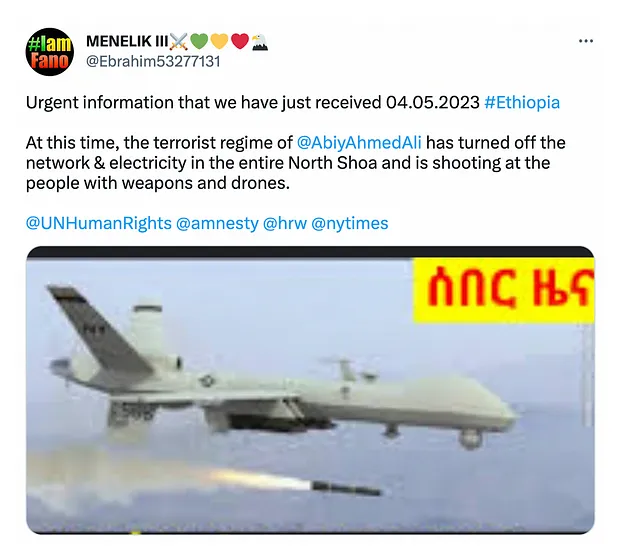 #Iam
Fano
MENELIK III⚔️💚💛❤️🦅
@Ebrahim53277131
Urgent information that we have just received 04.05.2023 #Ethiopia
At this time, the terrorist regime of @AbiyAhmedAli has turned off the
network & electricity in the entire North Shoa and is shooting at the
people with weapons and drones.
@UNHumanRights @amnesty @hrw @nytimes
ሰበር ዜና